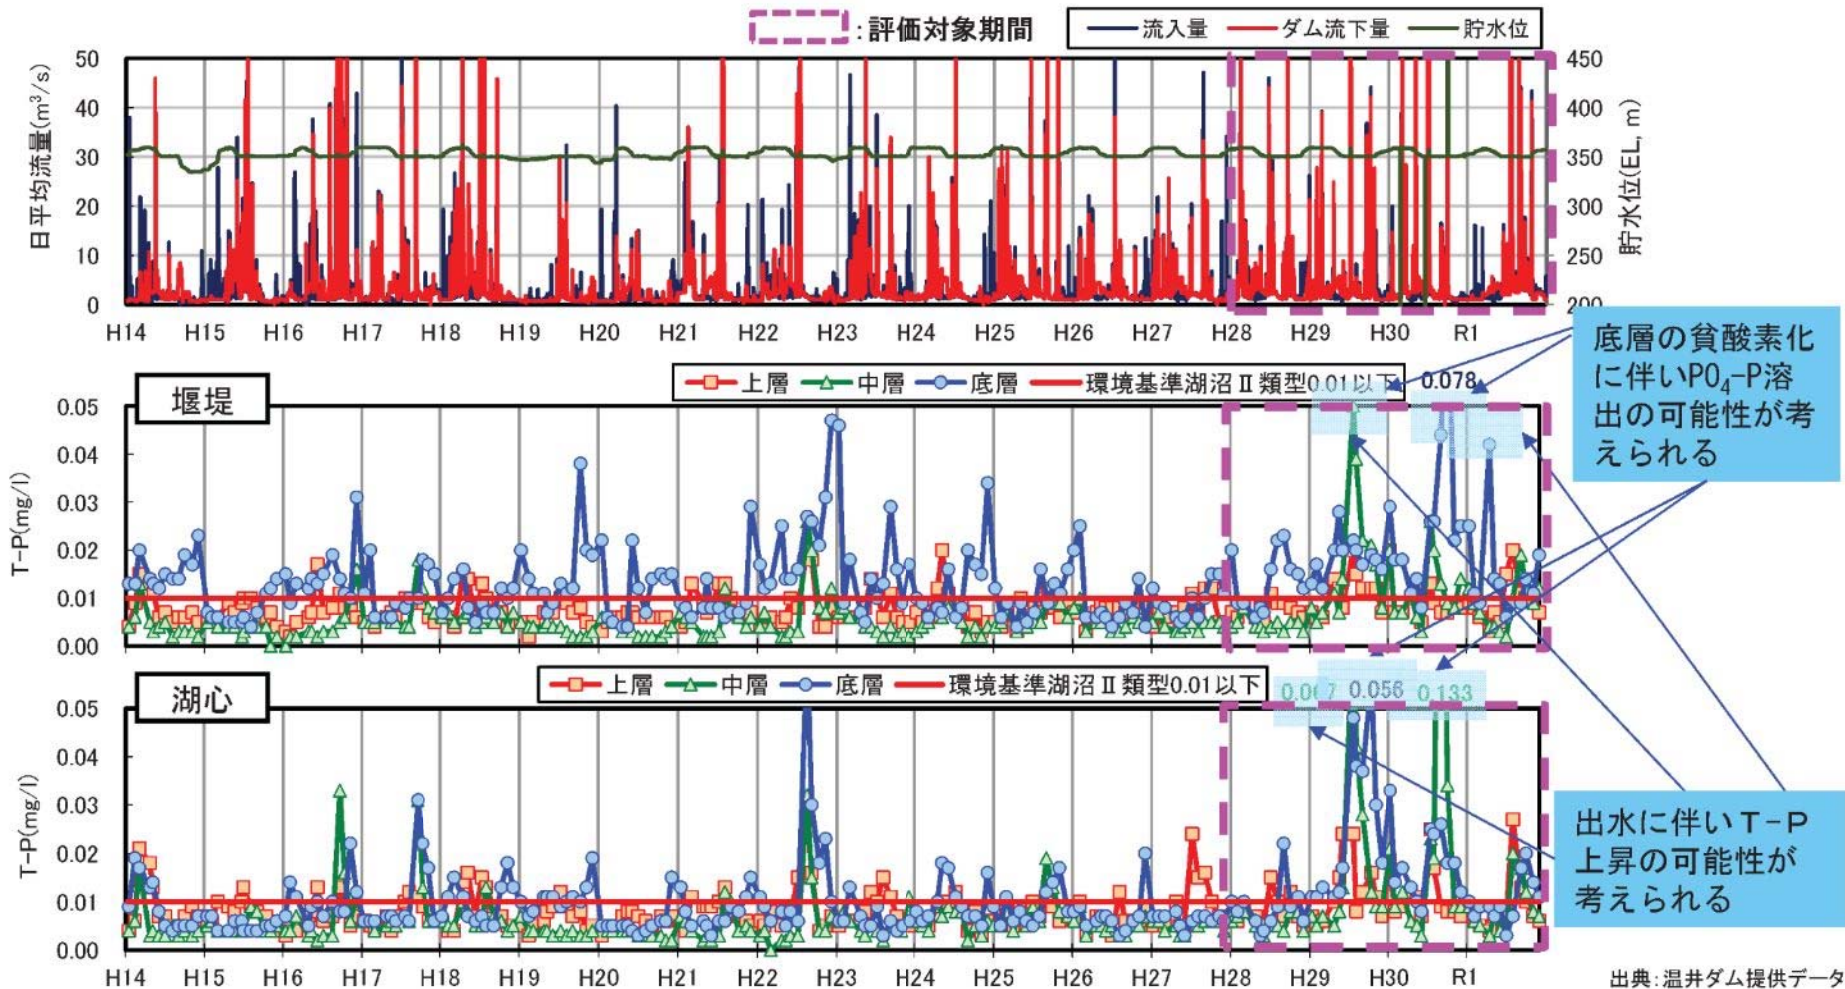 :評価対象期間
流入量 ダム流下量 貯水位
日平均流量(m³/s)
50
40
30
20
10
0
450
400
350
300
250
200
貯水位(EL, m)
H14 H15 H16 H17 H18 H19 H20 H21 H22 H23 H24 H25 H26 H27 H28 H29 H30 R1
底層の貧酸素化
に伴いPO₄-P溶
出の可能性が考
えられる
堰堤
上層 中層 底層 環境基準湖沼Ⅱ類型0.01以下
0.078
T-P(mg/l)
0.05
0.04
0.03
0.02
0.01
0.00
湖心
上層 中層 底層 環境基準湖沼Ⅱ類型0.01以下
0.067 0.056 0.133
T-P(mg/l)
0.05
0.04
0.03
0.02
0.01
0.00
H14 H15 H16 H17 H18 H19 H20 H21 H22 H23 H24 H25 H26 H27 H28 H29 H30 R1
出水に伴いT-P
上昇の可能性が
考えられる
出典:温井ダム提供データ